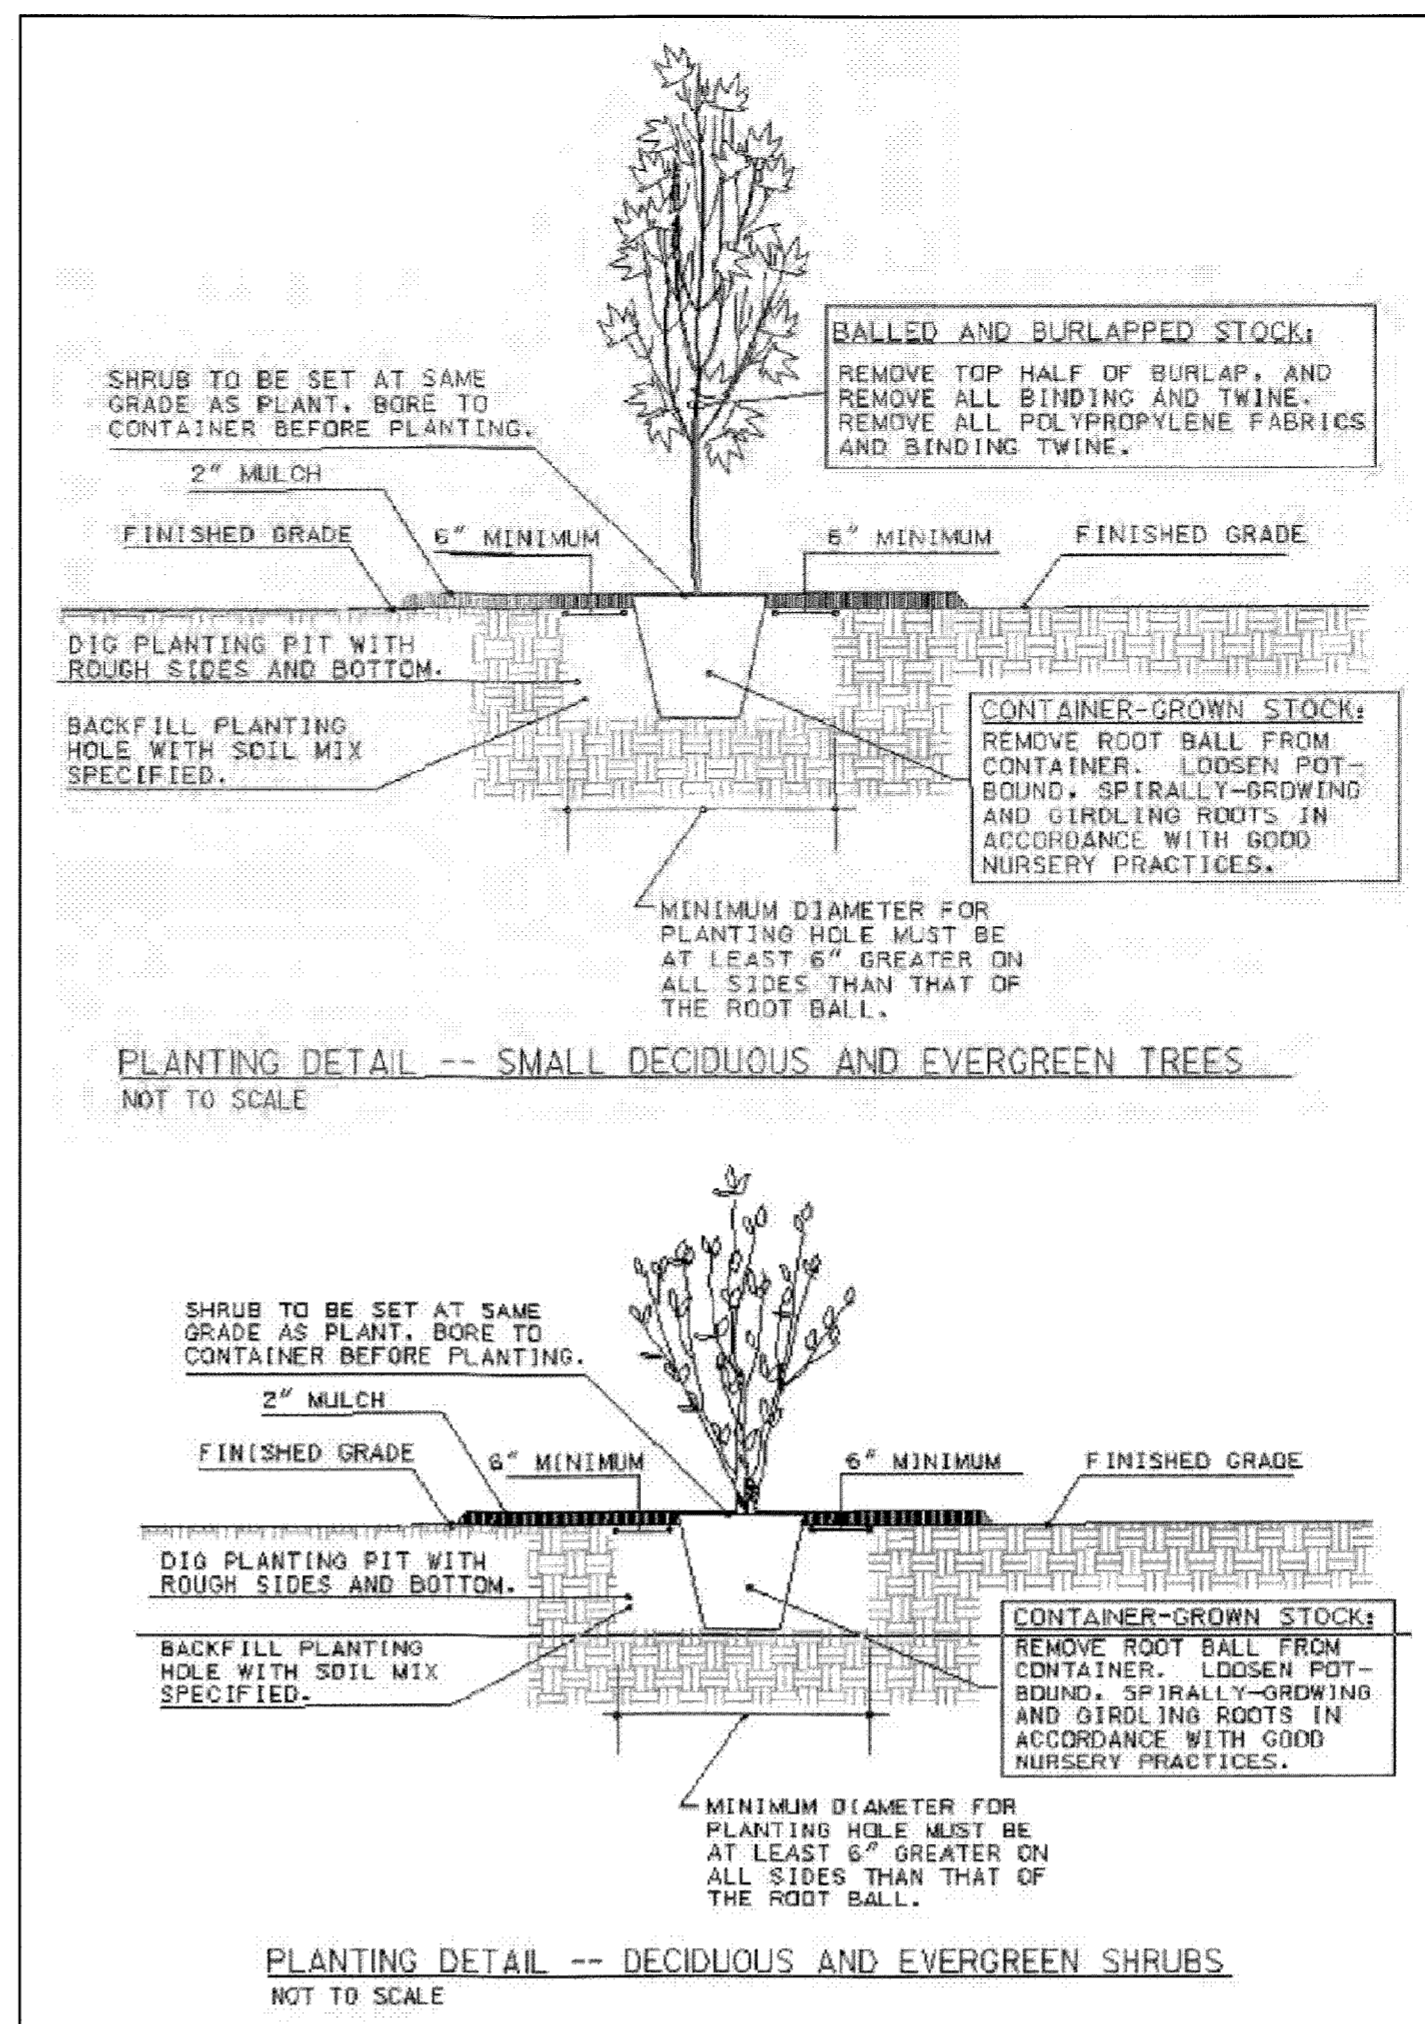 BALLED AND BURLAPPED STOCK:
REMOVE TOP HALF OF BURLAP, AND
REMOVE ALL BINDING AND TWINE.
REMOVE ALL POLYPROPYLENE FABRICS
AND BINDING TWINE.
SHRUB TO BE SET AT SAME
GRADE AS PLANT. BORE TO
CONTAINER BEFORE PLANTING.
2" MULCH
FINISHED GRADE
6" MINIMUM
6" MINIMUM
FINISHED GRADE
DIG PLANTING PIT WITH
ROUGH SIDES AND BOTTOM.
BACKFILL PLANTING
HOLE WITH SOIL MIX
SPECIFIED.
CONTAINER-GROWN STOCK:
REMOVE ROOT BALL FROM
CONTAINER. LOOSEN POT-
BOUND, SPIRALLY-GROWING
AND GIRDLING ROOTS IN
ACCORDANCE WITH GOOD
NURSERY PRACTICES.
MINIMUM DIAMETER FOR
PLANTING HOLE MUST BE
AT LEAST 6" GREATER ON
ALL SIDES THAN THAT OF
THE ROOT BALL.
PLANTING DETAIL -- SMALL DECIDUOUS AND EVERGREEN TREES
NOT TO SCALE
SHRUB TO BE SET AT SAME
GRADE AS PLANT. BORE TO
CONTAINER BEFORE PLANTING.
2" MULCH
FINISHED GRADE
6" MINIMUM
6" MINIMUM
FINISHED GRADE
DIG PLANTING PIT WITH
ROUGH SIDES AND BOTTOM.
BACKFILL PLANTING
HOLE WITH SOIL MIX
SPECIFIED.
CONTAINER-GROWN STOCK:
REMOVE ROOT BALL FROM
CONTAINER. LOOSEN POT-
BOUND, SPIRALLY-GROWING
AND GIRDLING ROOTS IN
ACCORDANCE WITH GOOD
NURSERY PRACTICES.
MINIMUM DIAMETER FOR
PLANTING HOLE MUST BE
AT LEAST 6" GREATER ON
ALL SIDES THAN THAT OF
THE ROOT BALL.
PLANTING DETAIL -- DECIDUOUS AND EVERGREEN SHRUBS
NOT TO SCALE